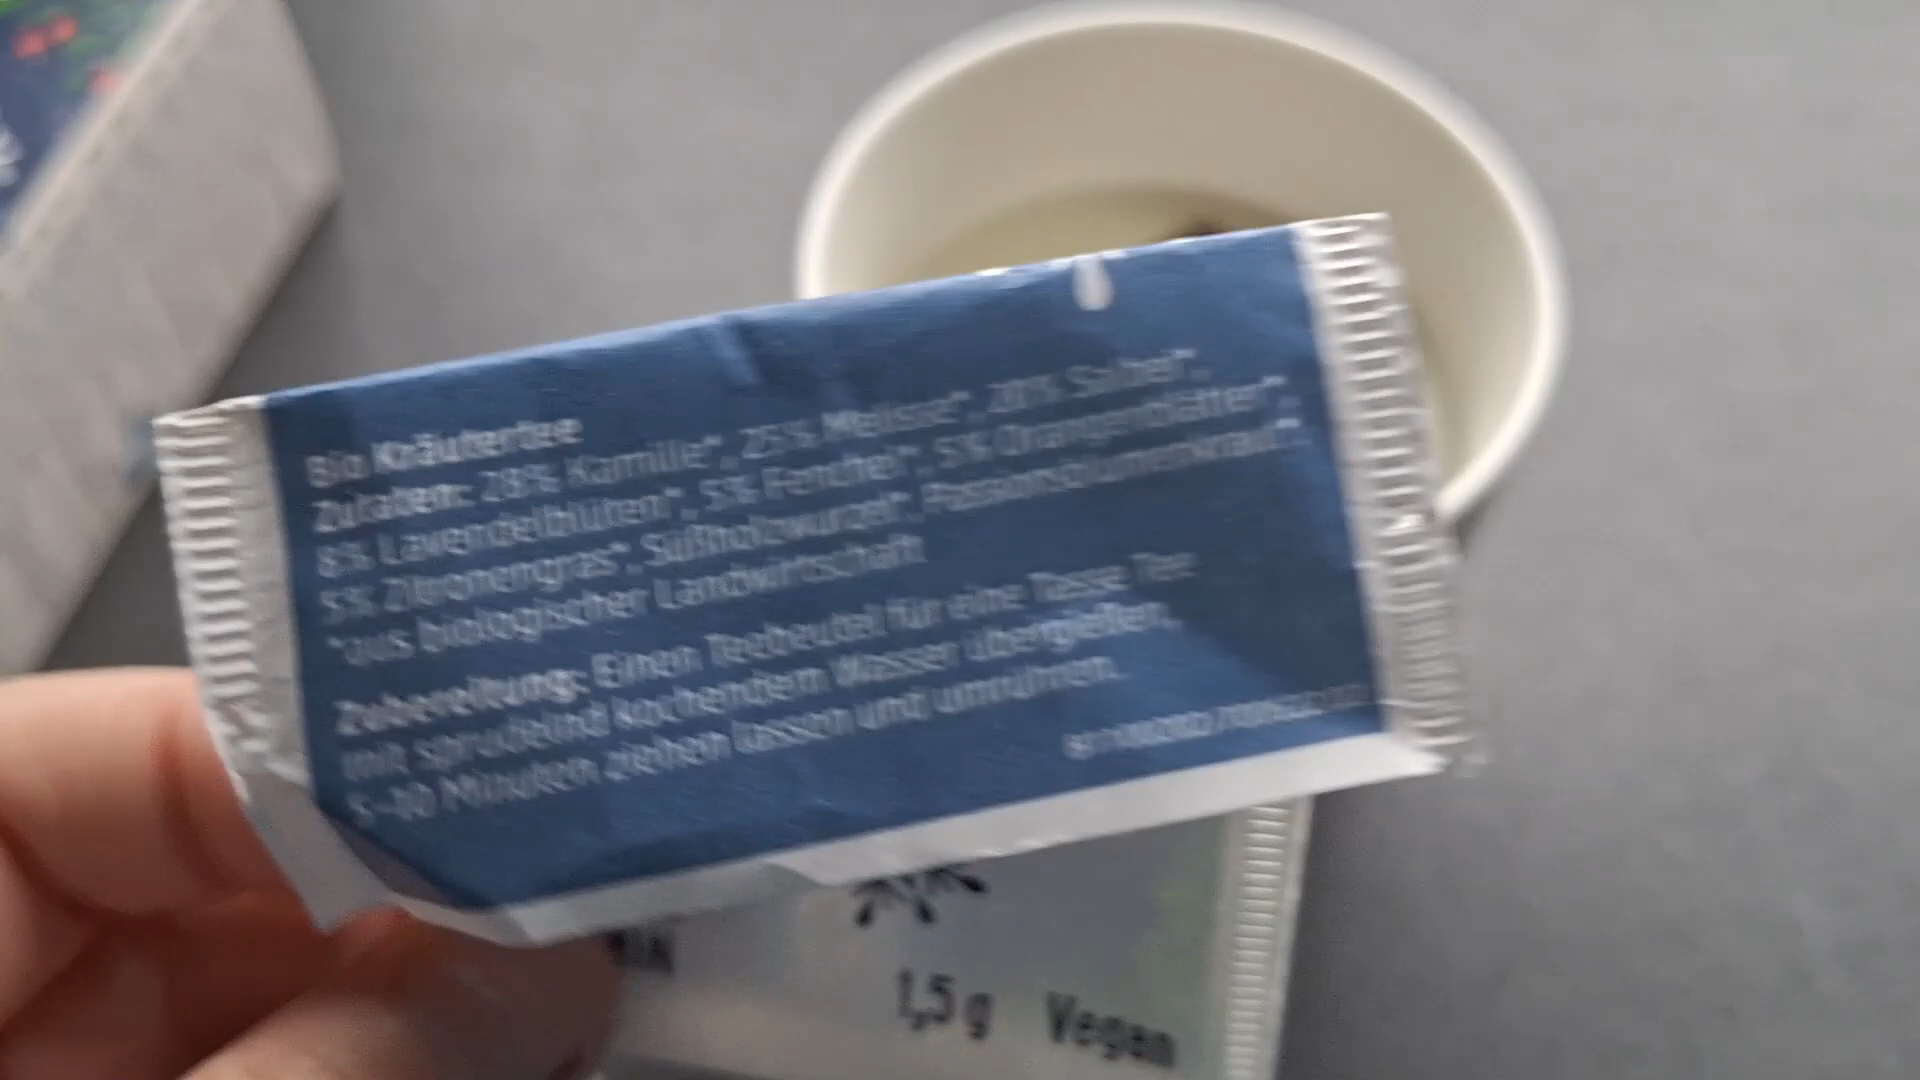 Bio Kräutertee
Zutaten: 28% Kamille*, 25% Melisse*, 20% Salbei*,
8% Lavendelblüten*, 5% Fenchel*, 5% Orangenblätter*,
5% Zitronengras*, Süßholzwurzel*, Passionsblumenkraut*
*aus biologischer Landwirtschaft
Zubereitung: Einen Teebeutel für eine Tasse Tee
mit sprudelnd kochendem Wasser übergießen,
5-10 Minuten ziehen lassen und umrühren.
1,5 g Vegan